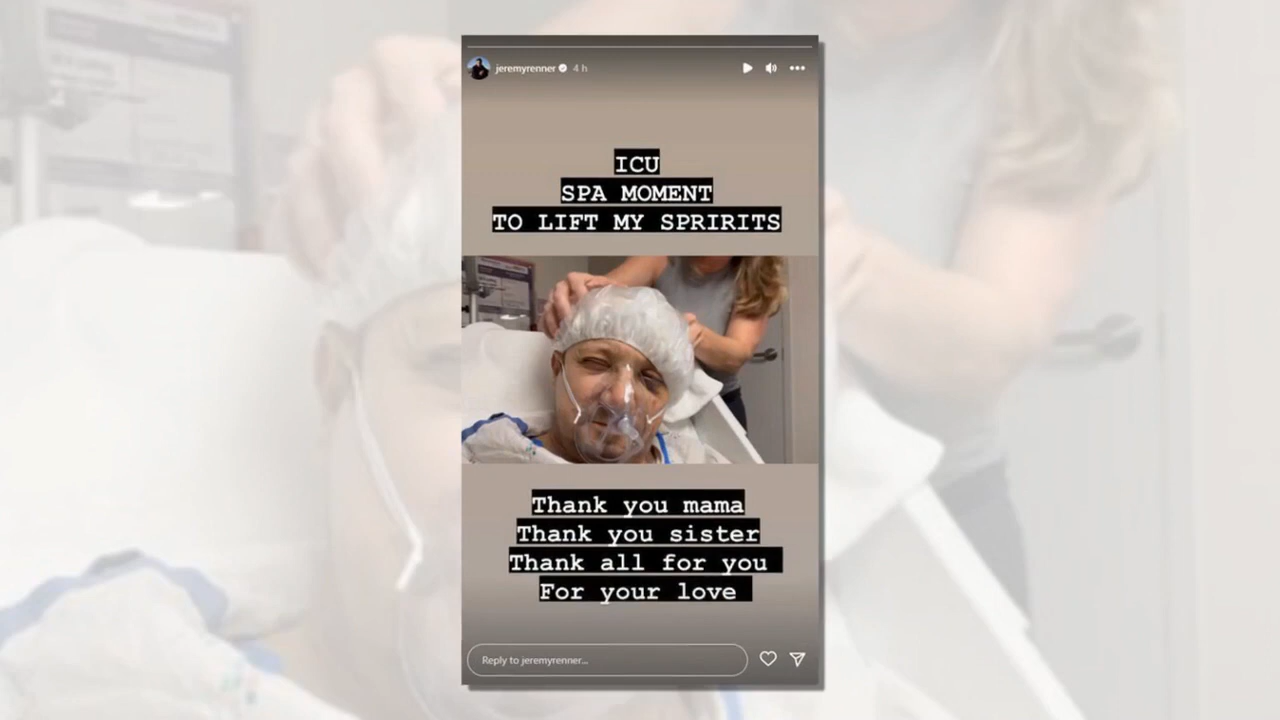 jeremyrenner 4 h
ICU
SPA MOMENT
TO LIFT MY SPRIRITS
Thank you mama
Thank you sister
Thank all for you
For your love
Reply to jeremyrenner...